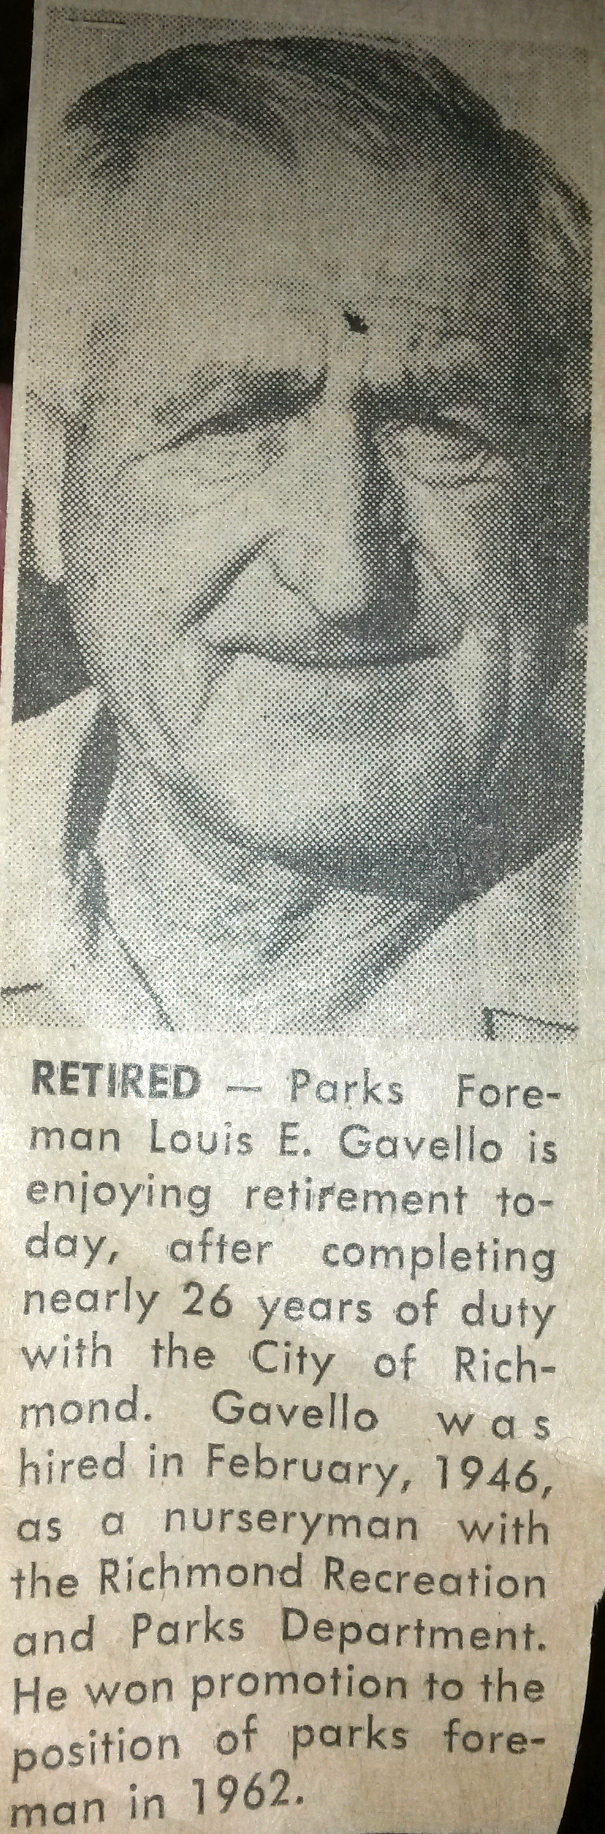 RETIRED — Parks Fore-
man Louis E. Gavello is
enjoying retirement to-
day, after completing
nearly 26 years of duty
with the City of Rich-
mond. Gavello was
hired in February, 1946,
as a nurseryman with
the Richmond Recreation
and Parks Department.
He won promotion to the
position of parks fore-
man in 1962.